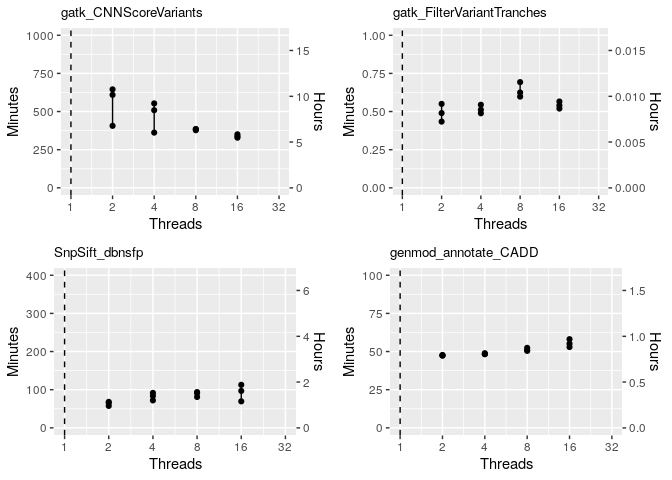 gatk_CNNScoreVariants
1000
750
500
250
0
Minutes
15
10
5
0
Hours
1 2 4 8 16 32
Threads
gatk_FilterVariantTranches
1.00
0.75
0.50
0.25
0.00
Minutes
0.015
0.010
0.005
0.000
Hours
1 2 4 8 16 32
Threads
SnpSift_dbnsfp
400
300
200
100
0
Minutes
6
4
2
0
Hours
1 2 4 8 16 32
Threads
genmod_annotate_CADD
100
75
50
25
0
Minutes
1.5
1.0
0.5
0.0
Hours
1 2 4 8 16 32
Threads